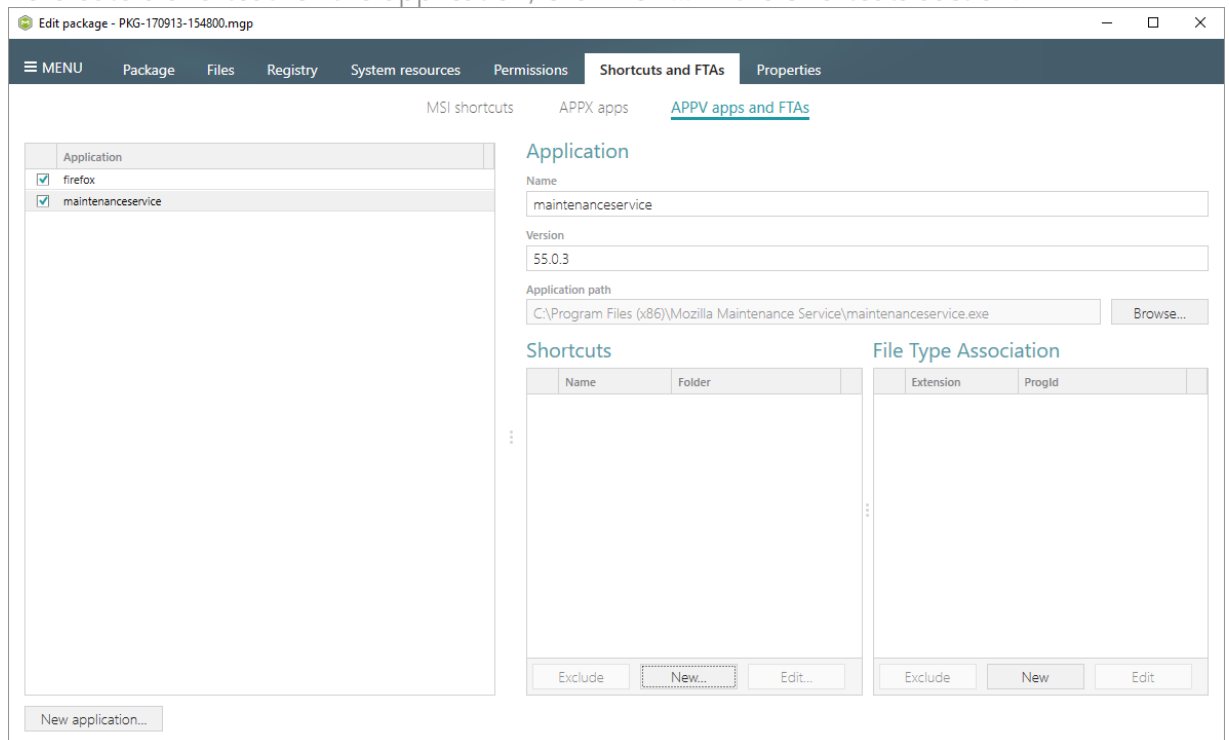 Edit package - PKG-170913-154800.mgp
MENU Package Files Registry System resources Permissions Shortcuts and FTAs Properties
MSI shortcuts APPX apps APPV apps and FTAs
Application
firefox
maintenanceservice
New application...
Application
Name
maintenanceservice
Version
55.0.3
Application path
C:\Program Files (x86)\Mozilla Maintenance Service\maintenanceservice.exe Browse...
Shortcuts
Name Folder
Exclude New... Edit...
File Type Association
Extension ProgId
Exclude New Edit